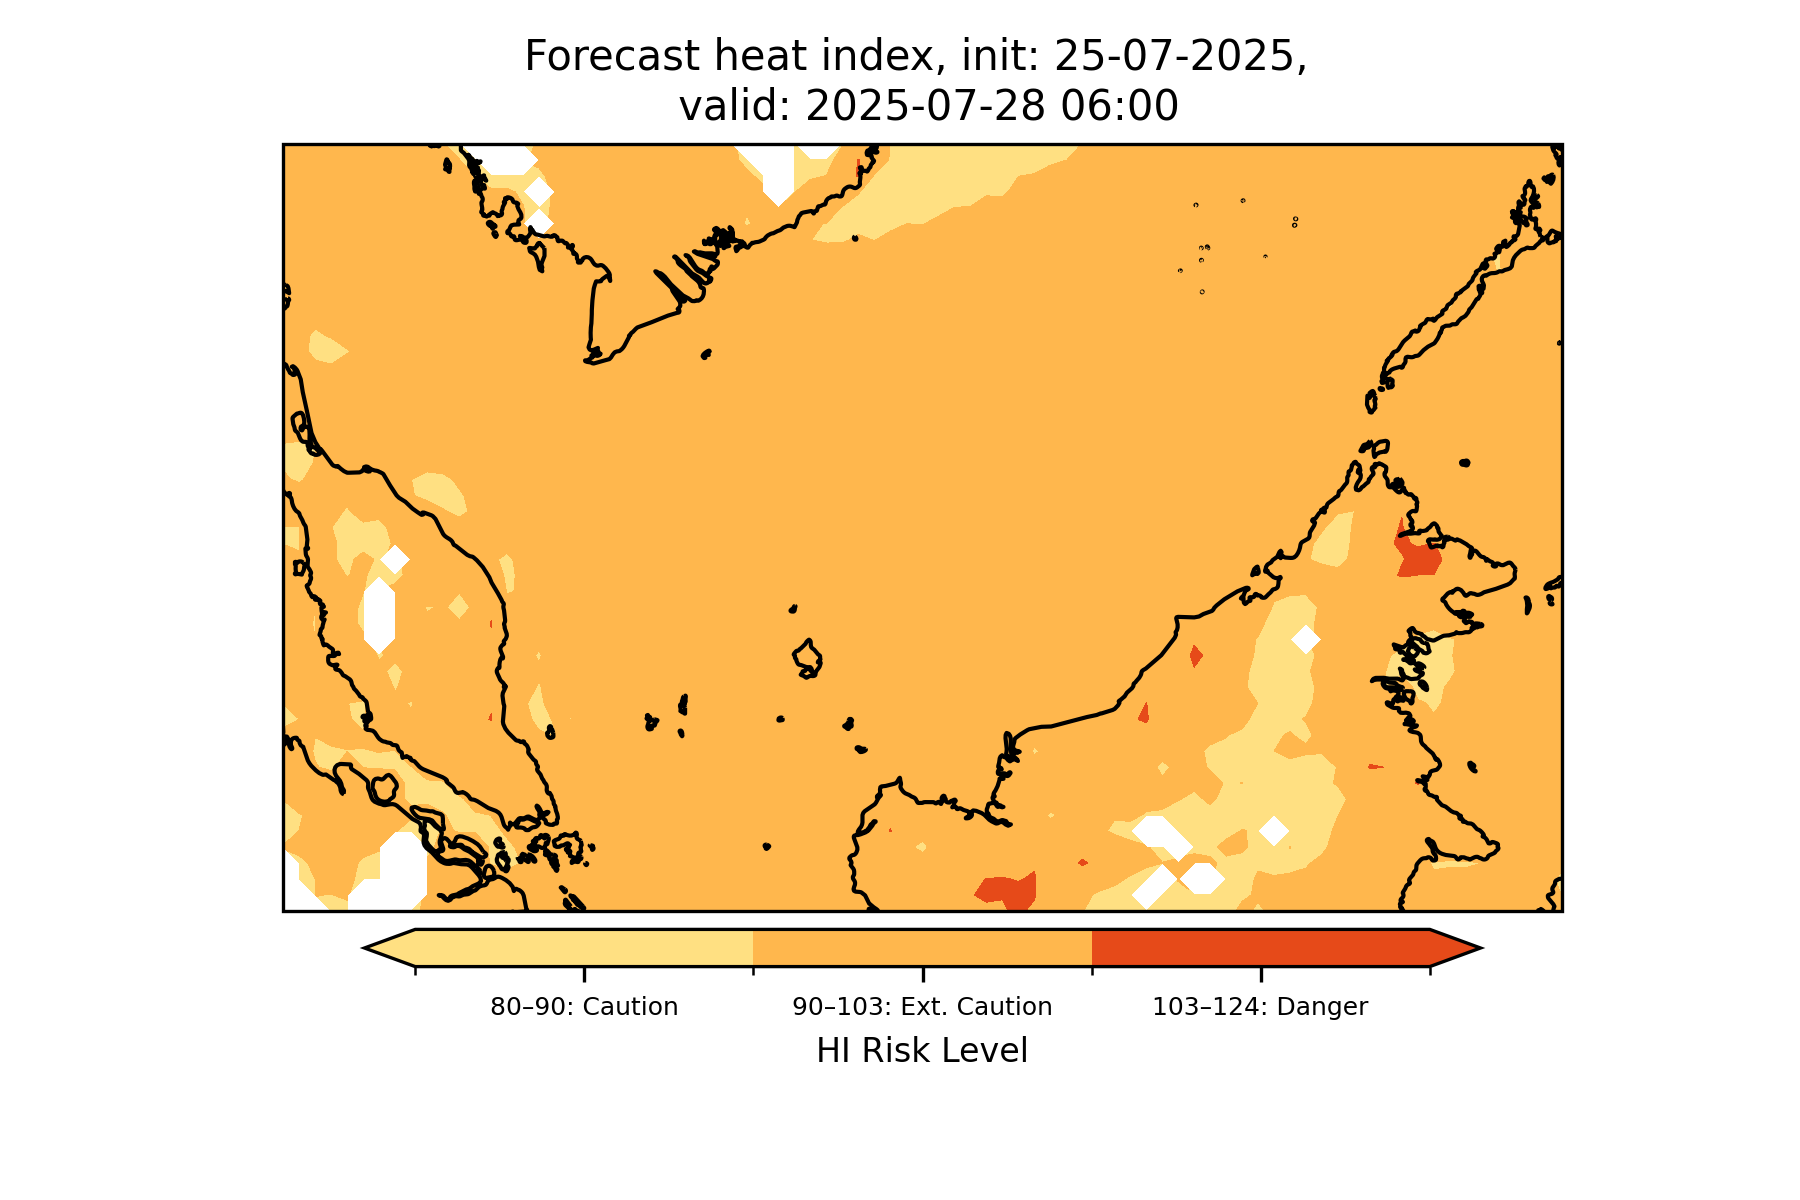 Forecast heat index, init: 25-07-2025,
valid: 2025-07-28 06:00
80–90: Caution
90–103: Ext. Caution
103–124: Danger
HI Risk Level